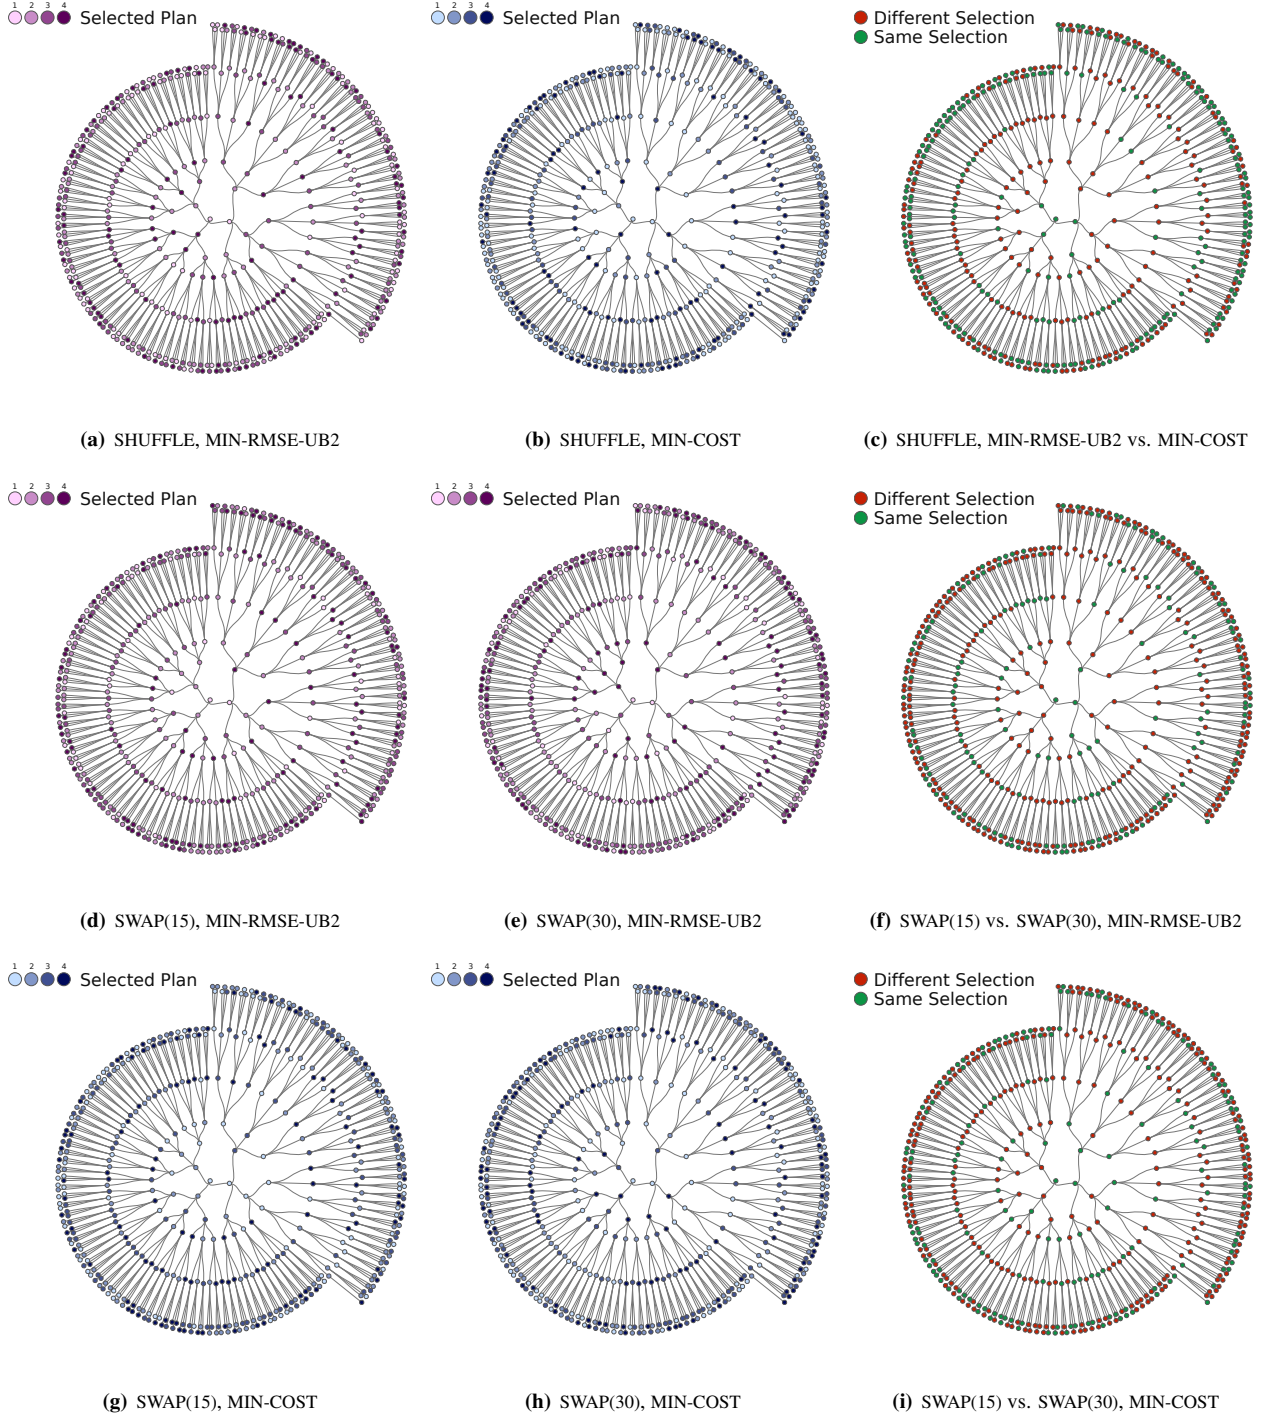 1 2 3 4
Selected Plan
1 2 3 4
Selected Plan
Different Selection
Same Selection
(a) SHUFFLE, MIN-RMSE-UB2
(b) SHUFFLE, MIN-COST
(c) SHUFFLE, MIN-RMSE-UB2 vs. MIN-COST
1 2 3 4
Selected Plan
1 2 3 4
Selected Plan
Different Selection
Same Selection
(d) SWAP(15), MIN-RMSE-UB2
(e) SWAP(30), MIN-RMSE-UB2
(f) SWAP(15) vs. SWAP(30), MIN-RMSE-UB2
1 2 3 4
Selected Plan
1 2 3 4
Selected Plan
Different Selection
Same Selection
(g) SWAP(15), MIN-COST
(h) SWAP(30), MIN-COST
(i) SWAP(15) vs. SWAP(30), MIN-COST